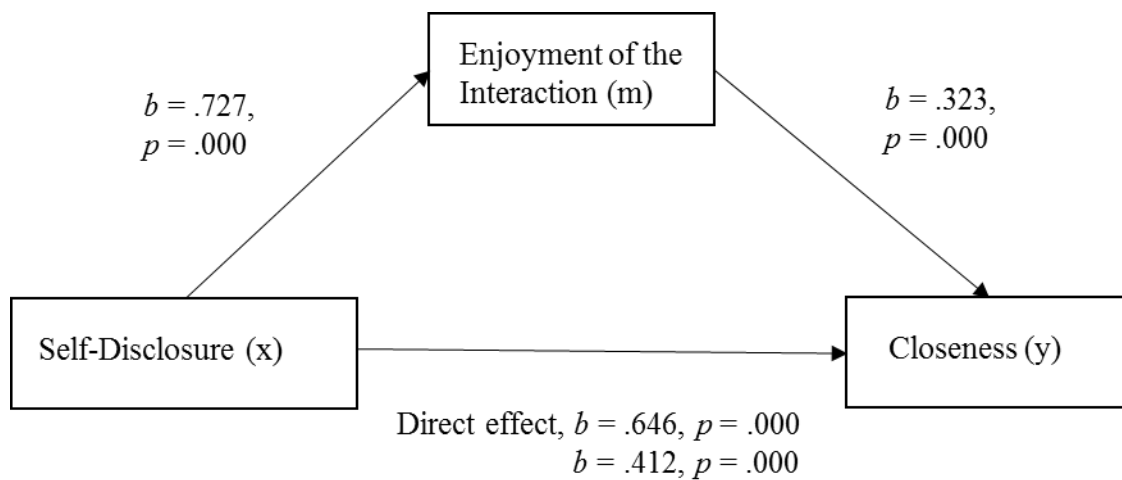 Enjoyment of the
Interaction (m)
b = .727,
p = .000
b = .323,
p = .000
Self-Disclosure (x)
Closeness (y)
Direct effect, b = .646, p = .000
b = .412, p = .000